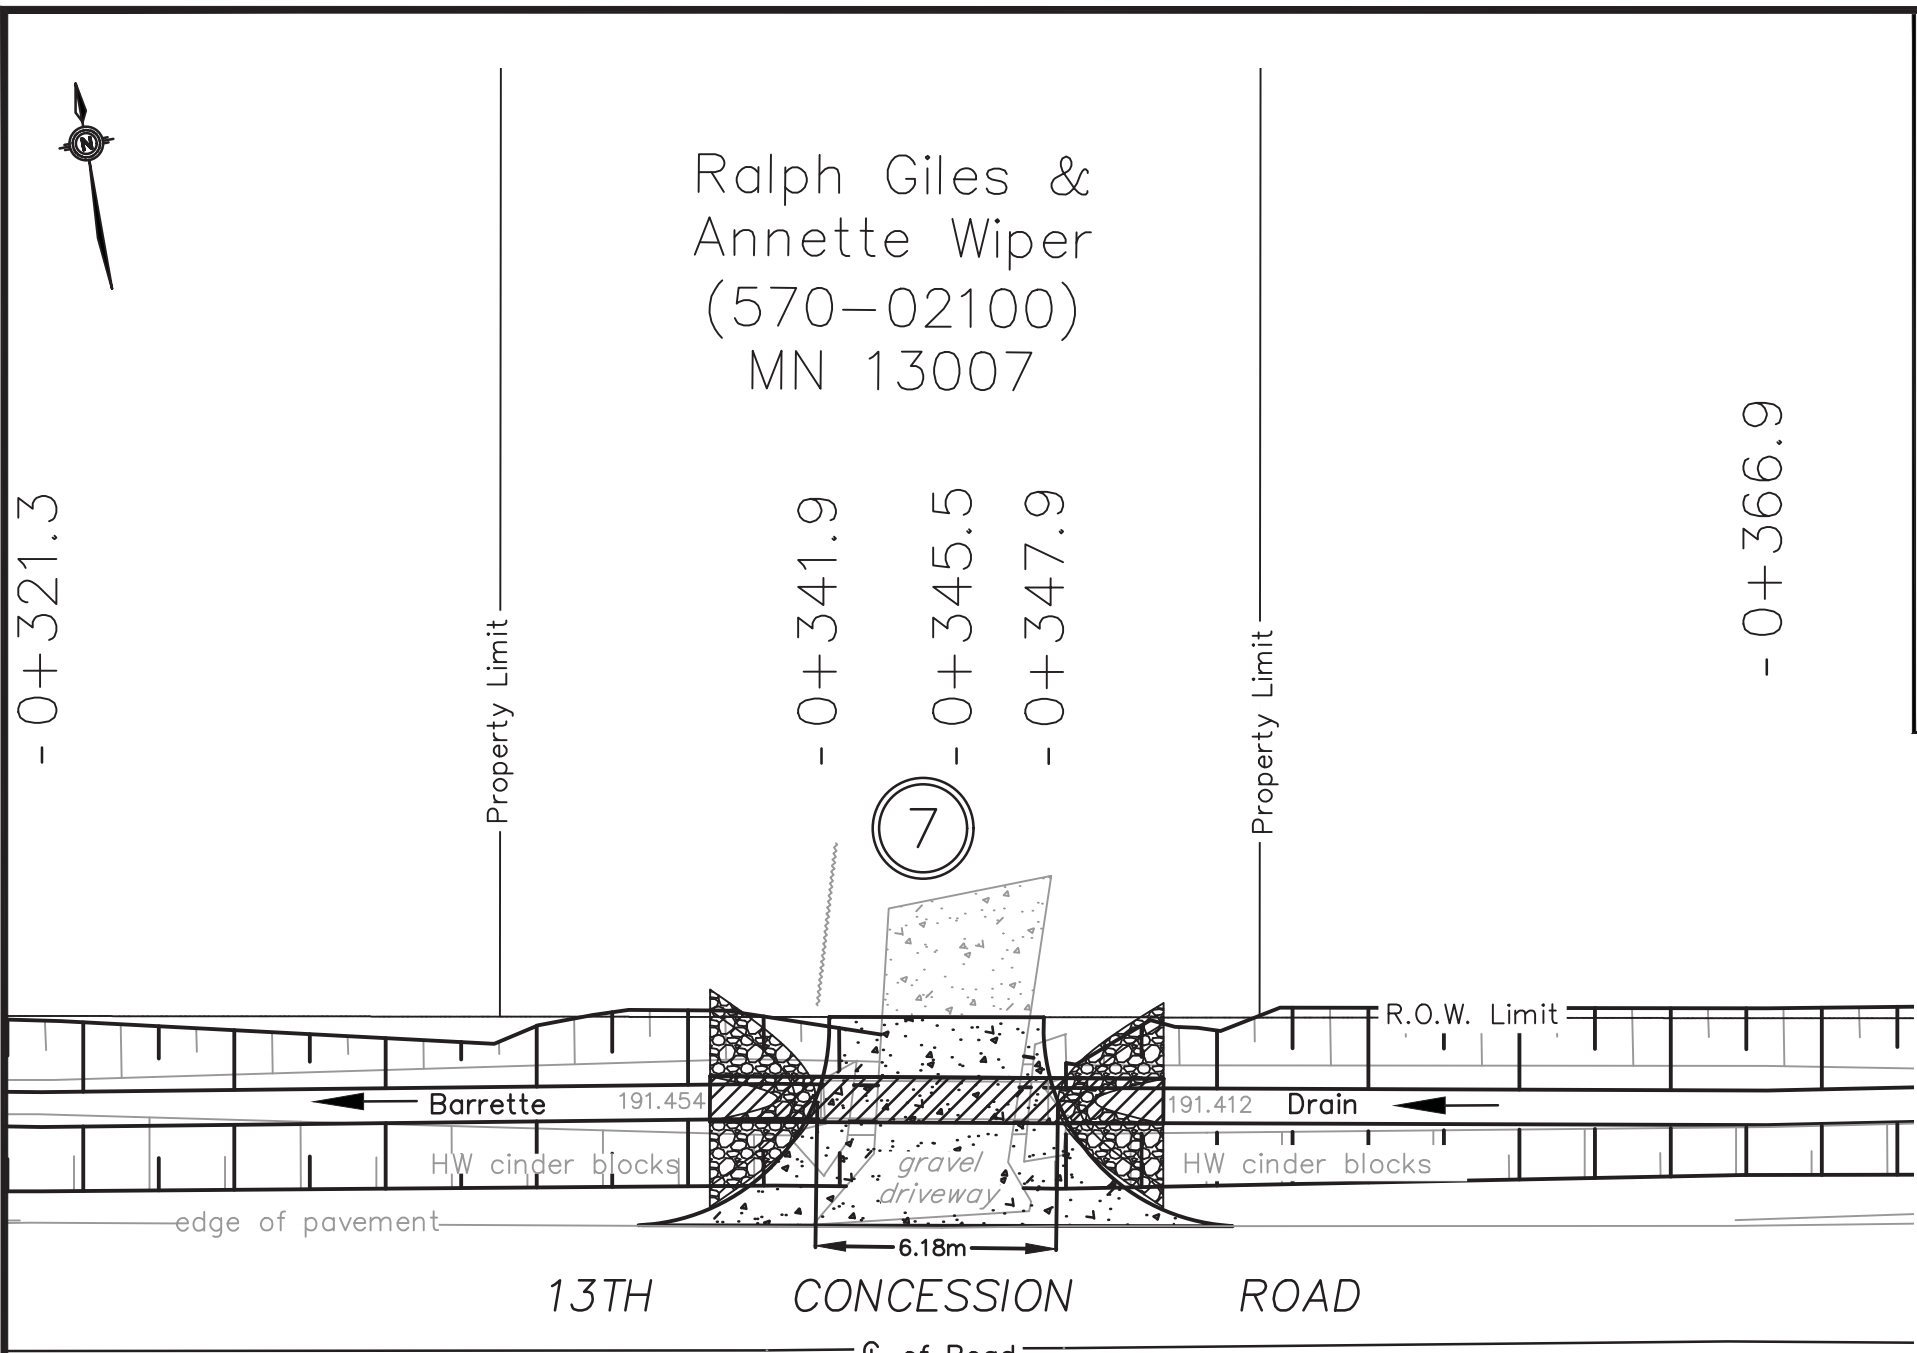 N
Ralph Giles &
Annette Wiper
(570-02100)
MN 13007
- 0+321.3
Property Limit
- 0+341.9
- 0+345.5
- 0+347.9
Property Limit
- 0+366.9
7
R.O.W. Limit
Barrette
191.454
191.412
Drain
HW cinder blocks
gravel
driveway
HW cinder blocks
edge of pavement
6.18m
13TH CONCESSION ROAD
℄ of Road